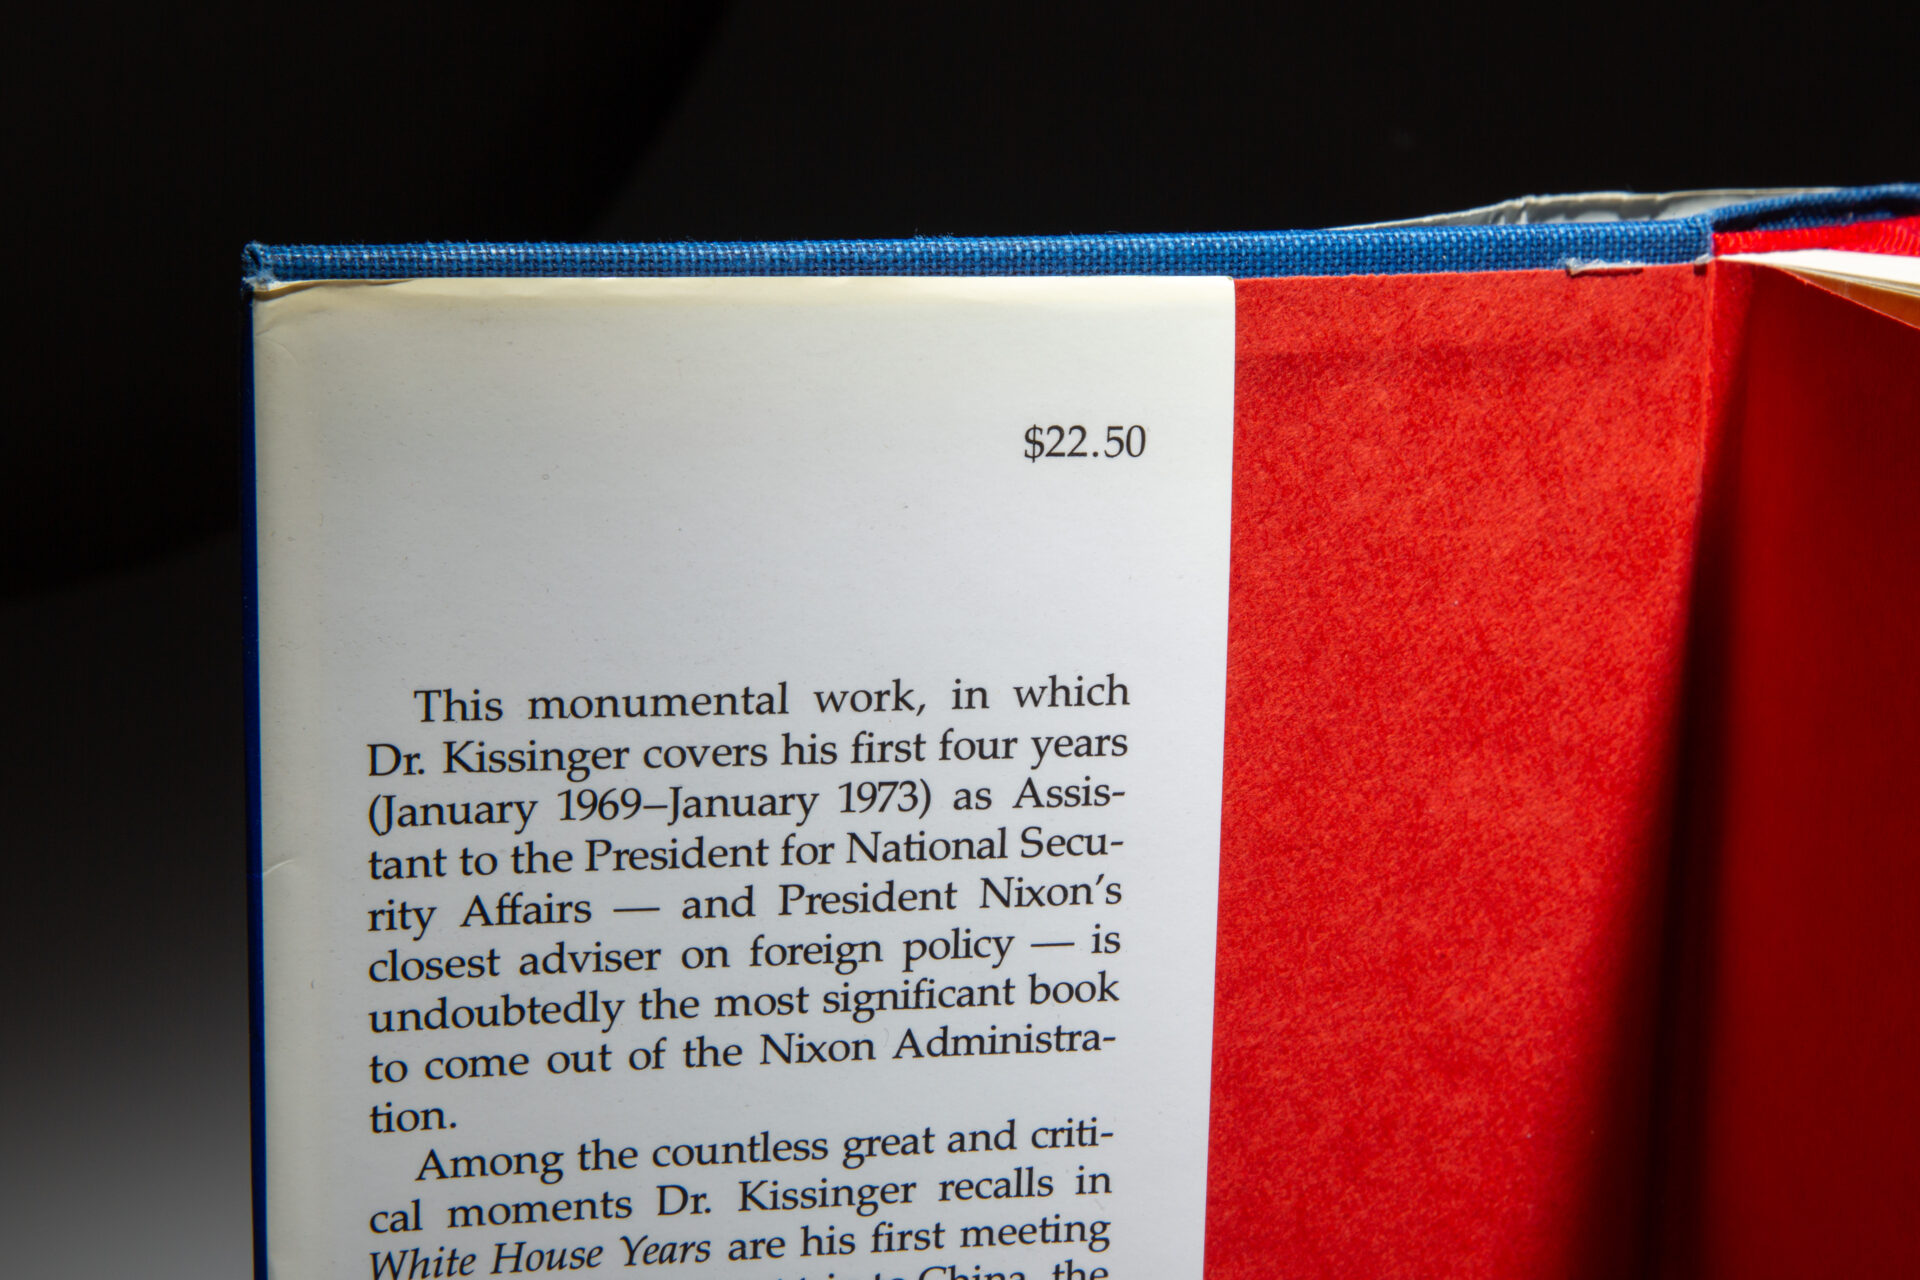 $22.50
This monumental work, in which
Dr. Kissinger covers his first four years
(January 1969–January 1973) as Assis-
tant to the President for National Secu-
rity Affairs — and President Nixon's
closest adviser on foreign policy — is
undoubtedly the most significant book
to come out of the Nixon Administra-
tion.
Among the countless great and criti-
cal moments Dr. Kissinger recalls in
White House Years are his first meeting
to China, the